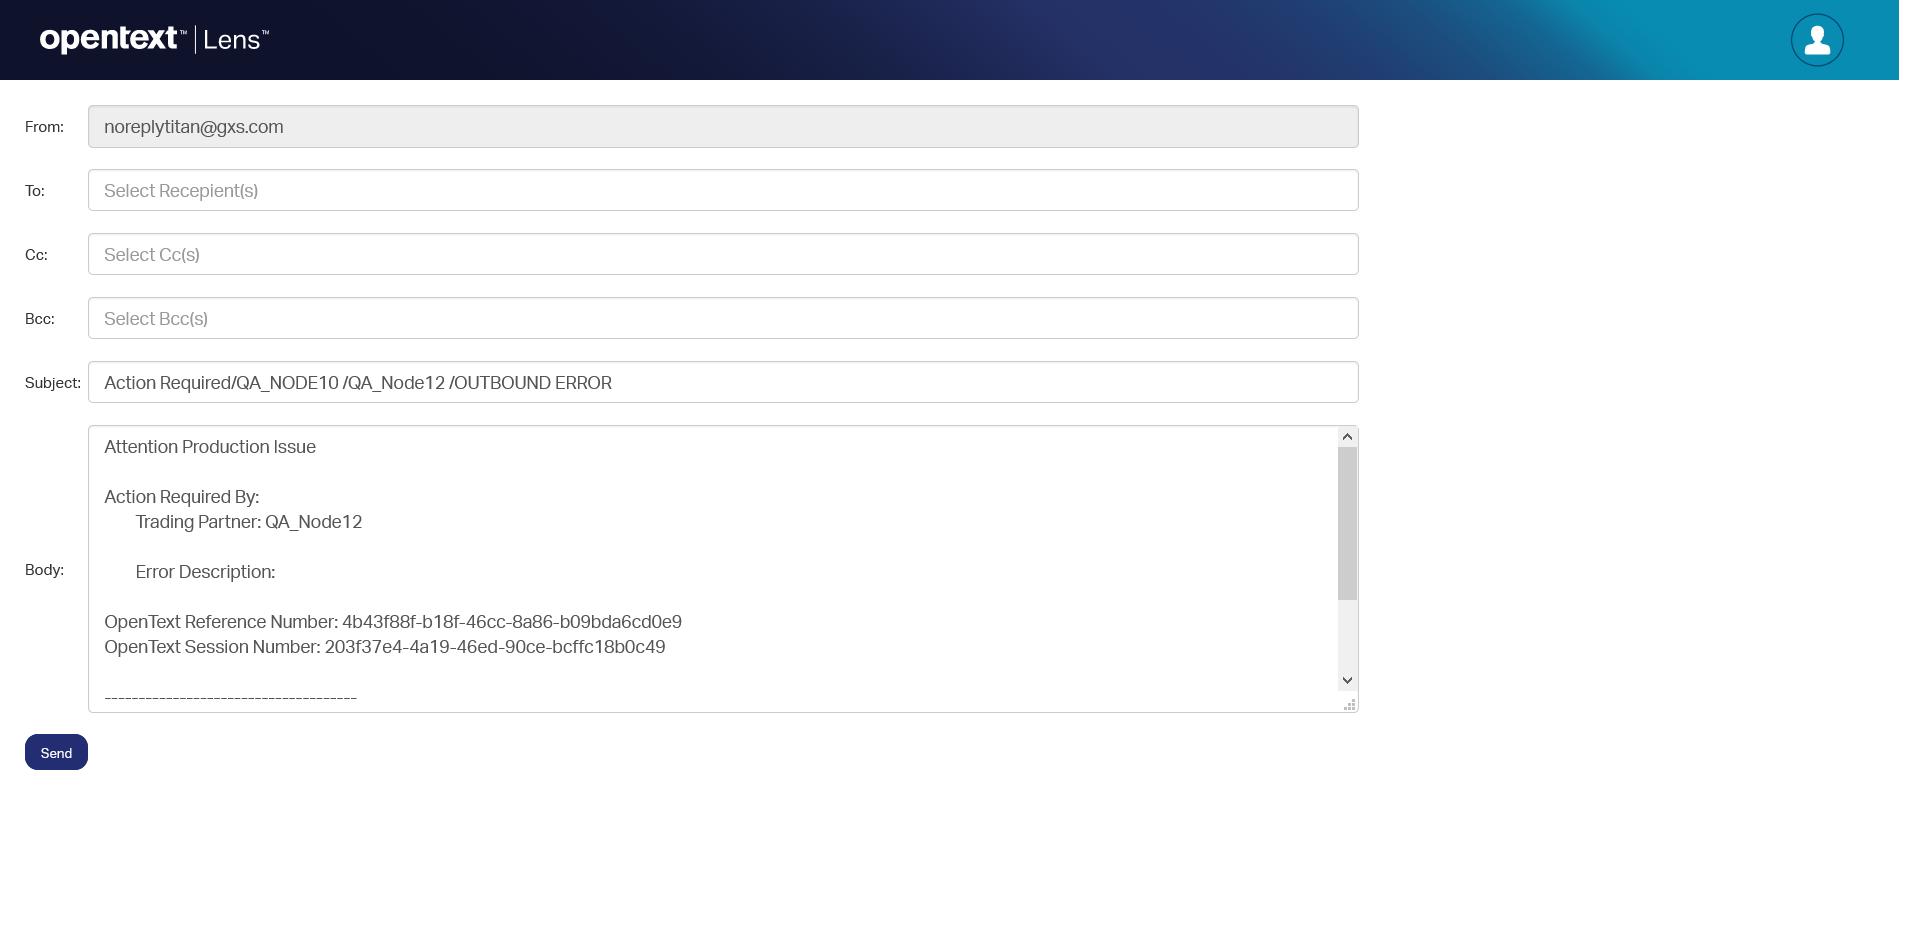 opentext™ | Lens™
From: noreplytitan@gxs.com
To: Select Recepient(s)
Cc: Select Cc(s)
Bcc: Select Bcc(s)
Subject: Action Required/QA_NODE10 /QA_Node12 /OUTBOUND ERROR
Attention Production Issue
Action Required By:
Trading Partner: QA_Node12
Body:
Error Description:
OpenText Reference Number: 4b43f88f-b18f-46cc-8a86-b09bda6cd0e9
OpenText Session Number: 203f37e4-4a19-46ed-90ce-bcffc18b0c49
-------------------------------------
Send